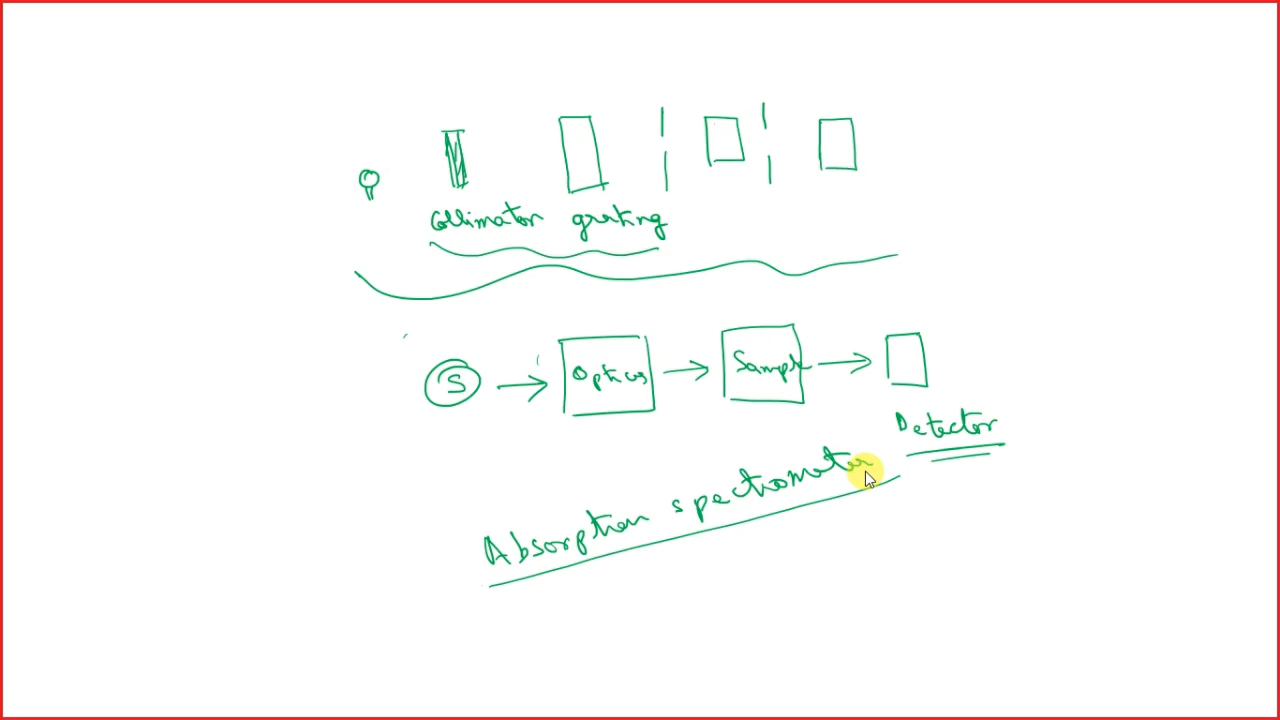 Collimator grating
S
Optics
Sample
Detector
Absorption spectrometer